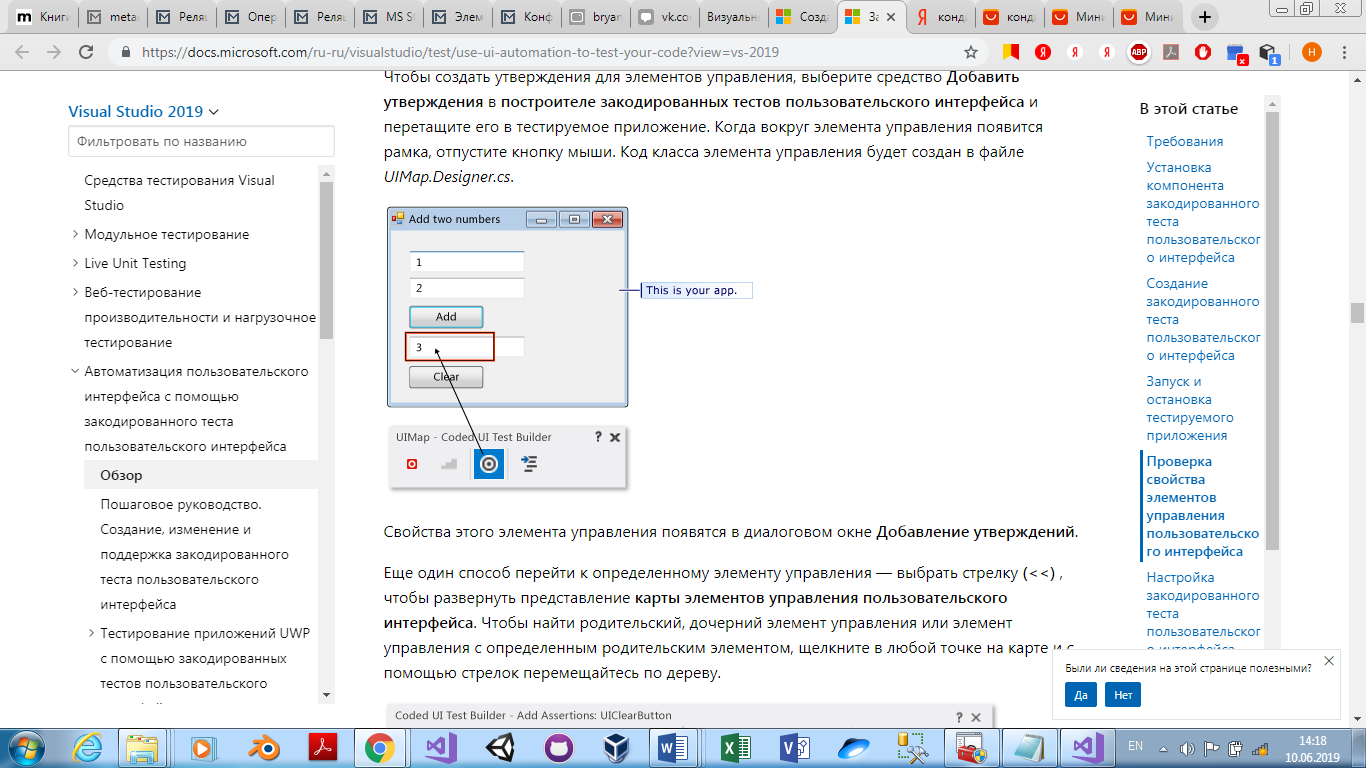 Книги
meta
Реляц
Опер
Реляц
MS S
Элем
Конф
bryan
vk.co
Визуальн
Созда
За
конд
конд
Мини
Мини
https://docs.microsoft.com/ru-ru/visualstudio/test/use-ui-automation-to-test-your-code?view=vs-2019
ABP
1
Н
Visual Studio 2019
Фильтровать по названию
Средства тестирования Visual
Studio
Модульное тестирование
Live Unit Testing
Веб-тестирование
производительности и нагрузочное
тестирование
Автоматизация пользовательского
интерфейса с помощью
закодированного теста
пользовательского интерфейса
Обзор
Пошаговое руководство.
Создание, изменение и
поддержка закодированного
теста пользовательского
интерфейса
Тестирование приложений UWP
с помощью закодированных
тестов пользовательского
Чтобы создать утверждения для элементов управления, выберите средство Добавить
утверждения в построителе закодированных тестов пользовательского интерфейса и
перетащите его в тестируемое приложение. Когда вокруг элемента управления появится
рамка, отпустите кнопку мыши. Код класса элемента управления будет создан в файле
UIMap.Designer.cs.
Add two numbers
1
2
Add
3
Clear
This is your app.
UIMap - Coded UI Test Builder
?
Свойства этого элемента управления появятся в диалоговом окне Добавление утверждений.
Еще один способ перейти к определенному элементу управления — выбрать стрелку (<<) ,
чтобы развернуть представление карты элементов управления пользовательского
интерфейса. Чтобы найти родительский, дочерний элемент управления или элемент
управления с определенным родительским элементом, щелкните в любой точке на карте и с
помощью стрелок перемещайтесь по дереву.
Coded UI Test Builder - Add Assertions: UIClearButton
?
В этой статье
Требования
Установка
компонента
закодированного
теста
пользовательског
о интерфейса
Создание
закодированного
теста
пользовательског
о интерфейса
Запуск и
остановка
тестируемого
приложения
Проверка
свойства
элементов
управления
пользовательско
го интерфейса
Настройка
закодированного
теста
пользовательског
о интерфейса
Были ли сведения на этой странице полезными?
Да
Нет
EN
14:18
10.06.2019